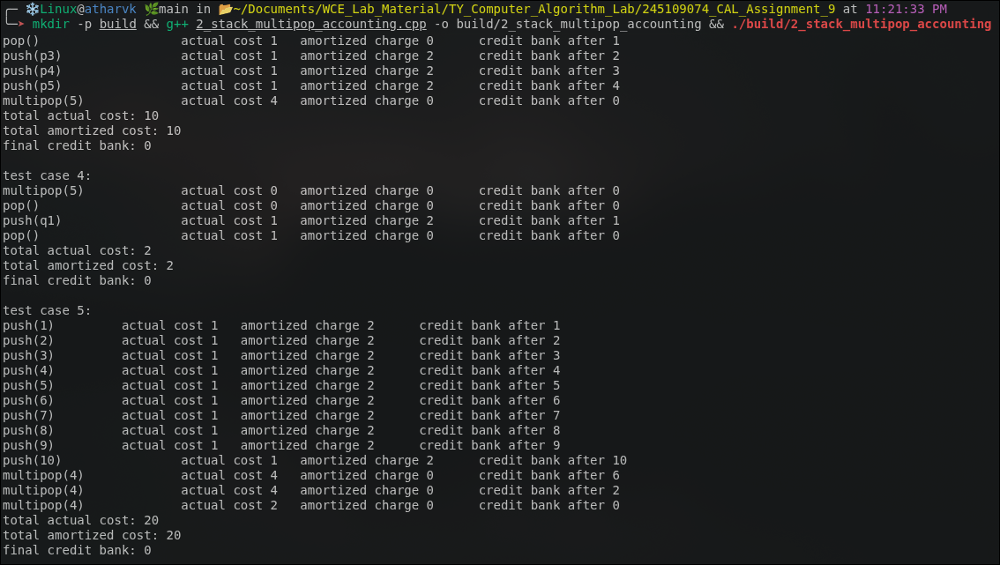 Linux@atharvk main in ~/Documents/WCE_Lab_Material/TY_Computer_Algorithm_Lab/245109074_CAL_Assignment_9 at 11:21:33 PM
mkdir -p build && g++ 2_stack_multipop_accounting.cpp -o build/2_stack_multipop_accounting && ./build/2_stack_multipop_accounting
pop() actual cost 1 amortized charge 0 credit bank after 1
push(p3) actual cost 1 amortized charge 2 credit bank after 2
push(p4) actual cost 1 amortized charge 2 credit bank after 3
push(p5) actual cost 1 amortized charge 2 credit bank after 4
multipop(5) actual cost 4 amortized charge 0 credit bank after 0
total actual cost: 10
total amortized cost: 10
final credit bank: 0
test case 4:
multipop(5) actual cost 0 amortized charge 0 credit bank after 0
pop() actual cost 0 amortized charge 0 credit bank after 0
push(q1) actual cost 1 amortized charge 2 credit bank after 1
pop() actual cost 1 amortized charge 0 credit bank after 0
total actual cost: 2
total amortized cost: 2
final credit bank: 0
test case 5:
push(1) actual cost 1 amortized charge 2 credit bank after 1
push(2) actual cost 1 amortized charge 2 credit bank after 2
push(3) actual cost 1 amortized charge 2 credit bank after 3
push(4) actual cost 1 amortized charge 2 credit bank after 4
push(5) actual cost 1 amortized charge 2 credit bank after 5
push(6) actual cost 1 amortized charge 2 credit bank after 6
push(7) actual cost 1 amortized charge 2 credit bank after 7
push(8) actual cost 1 amortized charge 2 credit bank after 8
push(9) actual cost 1 amortized charge 2 credit bank after 9
push(10) actual cost 1 amortized charge 2 credit bank after 10
multipop(4) actual cost 4 amortized charge 0 credit bank after 6
multipop(4) actual cost 4 amortized charge 0 credit bank after 2
multipop(4) actual cost 2 amortized charge 0 credit bank after 0
total actual cost: 20
total amortized cost: 20
final credit bank: 0